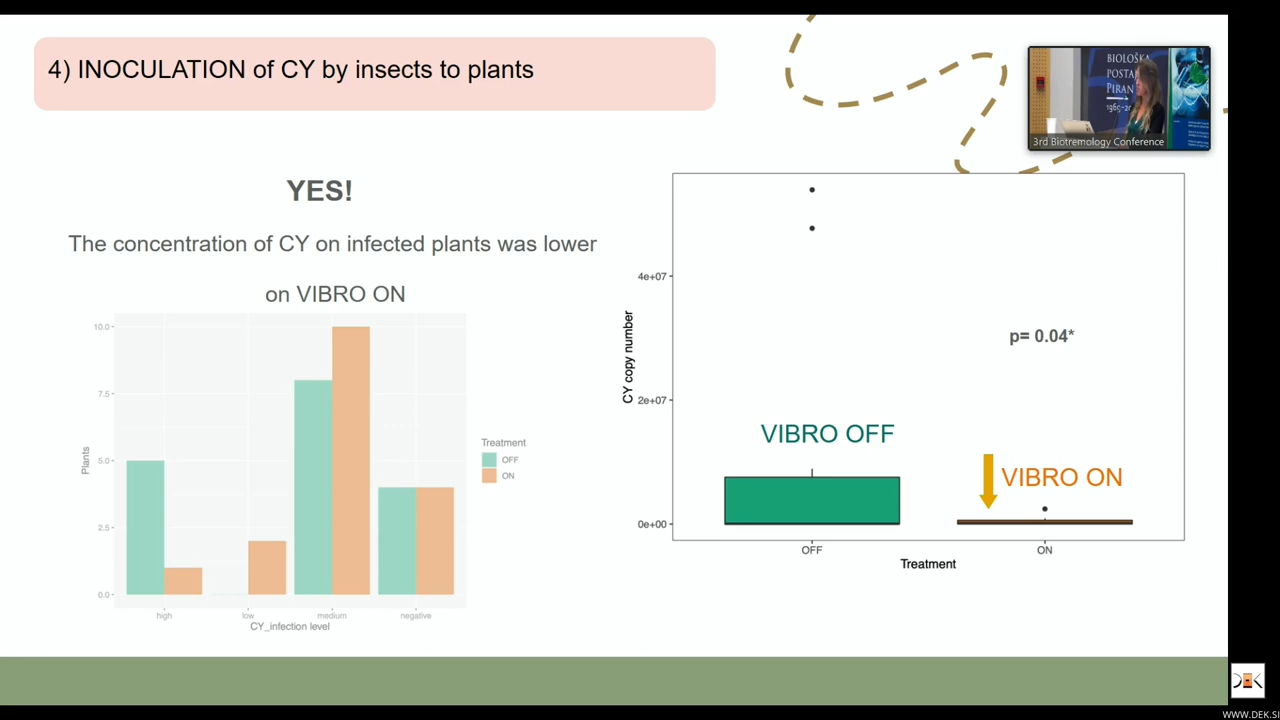 4) INOCULATION of CY by insects to plants
BIOLOŠKA
POSTA
PIRAN
3rd Biotremology Conference
YES!
The concentration of CY on infected plants was lower
on VIBRO ON
10.0
7.5
5.0
2.5
0.0
Plants
high
low
medium
negative
CY_infection level
Treatment
OFF
ON
4e+07
2e+07
0e+00
CY copy number
p= 0.04*
VIBRO OFF
VIBRO ON
OFF
ON
Treatment
DEK
WWW.DEK.SI